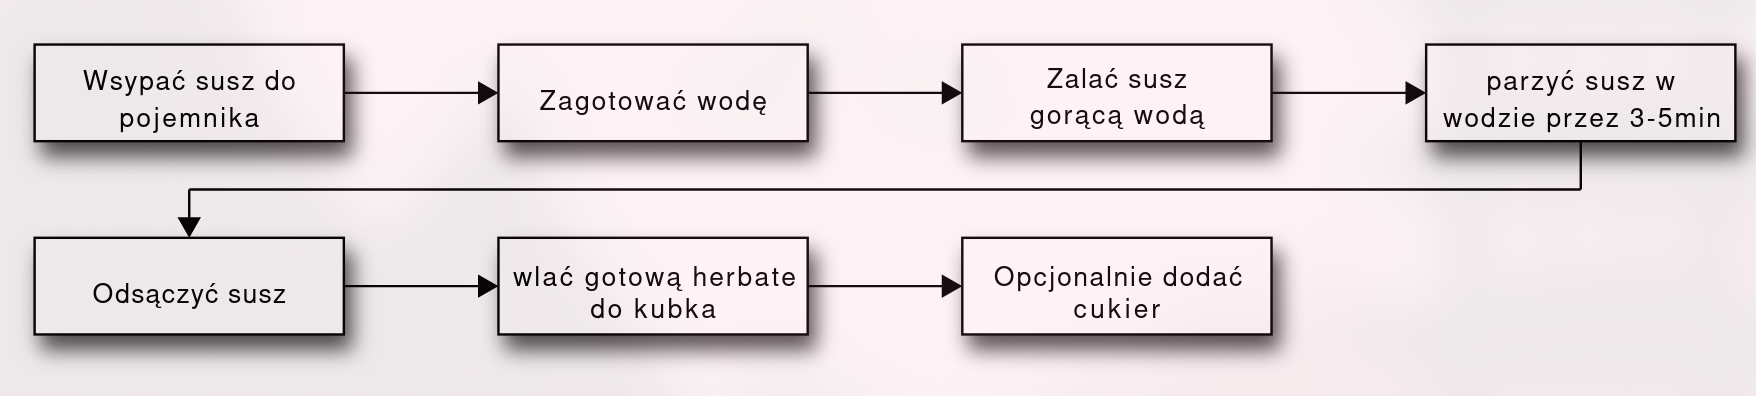 Wsypać susz do
pojemnika
Zagotować wodę
Zalać susz
gorącą wodą
parzyć susz w
wodzie przez 3-5min
Odsączyć susz
wlać gotową herbate
do kubka
Opcjonalnie dodać
cukier